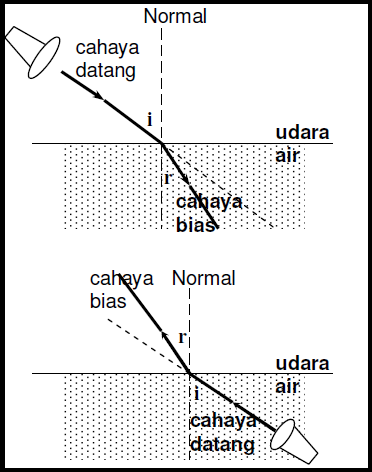 Normal
cahaya
datang
i
udara
air
r
cahaya
bias
cahaya Normal
bias
r
udara
air
i
cahaya
datang